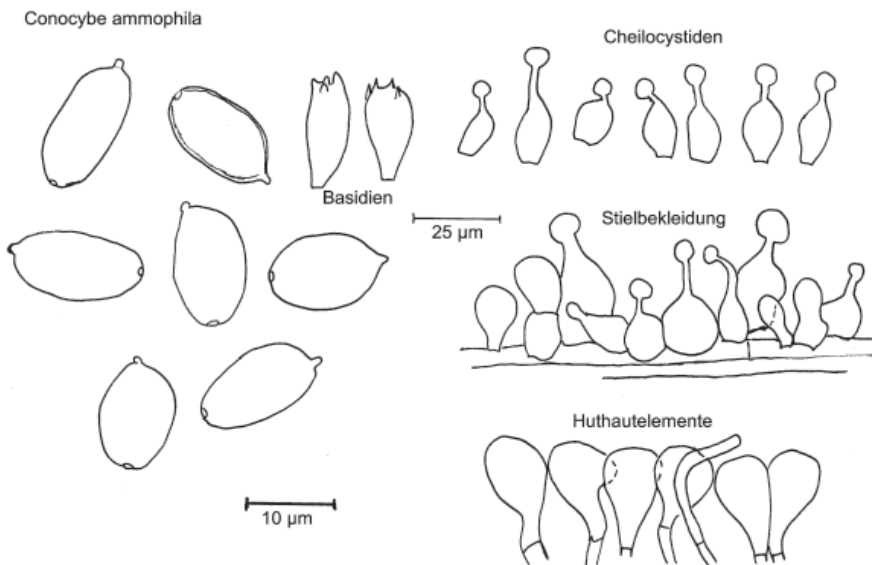 Conocybe ammophila
Cheilocystiden
Basidien
25 µm
Stielbekleidung
Huthautelemente
10 µm